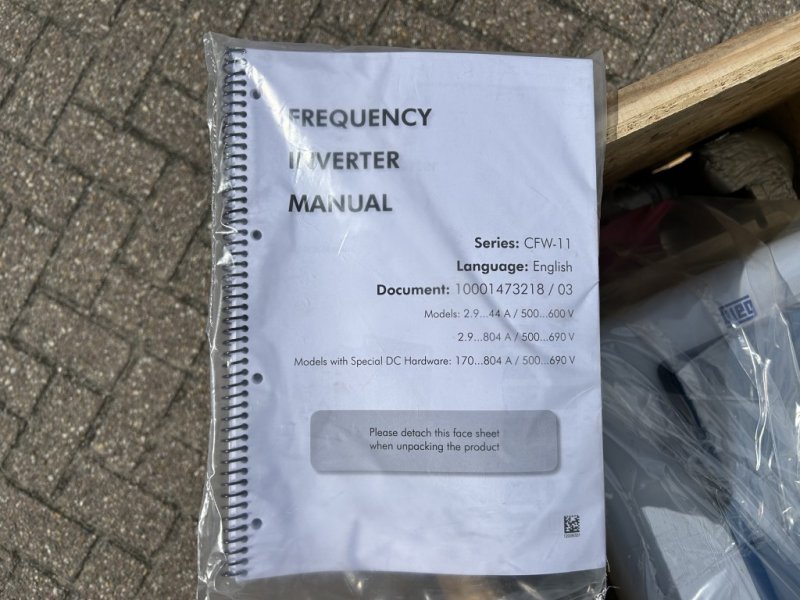 FREQUENCY
INVERTER
MANUAL
Series: CFW-11
Language: English
Document: 10001473218 / 03
Models: 2.9...44 A / 500...600 V
2.9...804 A / 500...690 V
Models with Special DC Hardware: 170...804 A / 500...690 V
Please detach this face sheet
when unpacking the product
weg